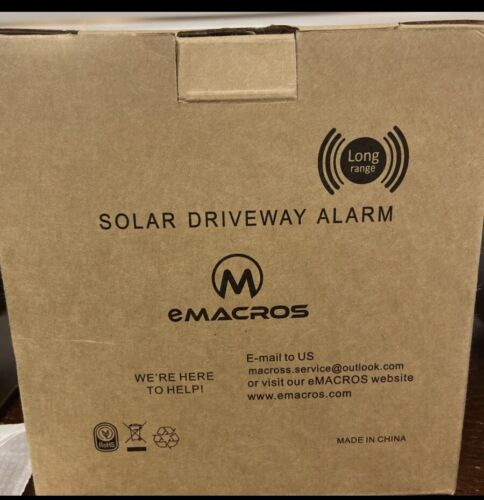 Long
range
SOLAR DRIVEWAY ALARM
eMACROS
WE'RE HERE
TO HELP!
E-mail to US
macross.service@outlook.com
or visit our eMACROS website
www.emacros.com
RoHS
MADE IN CHINA